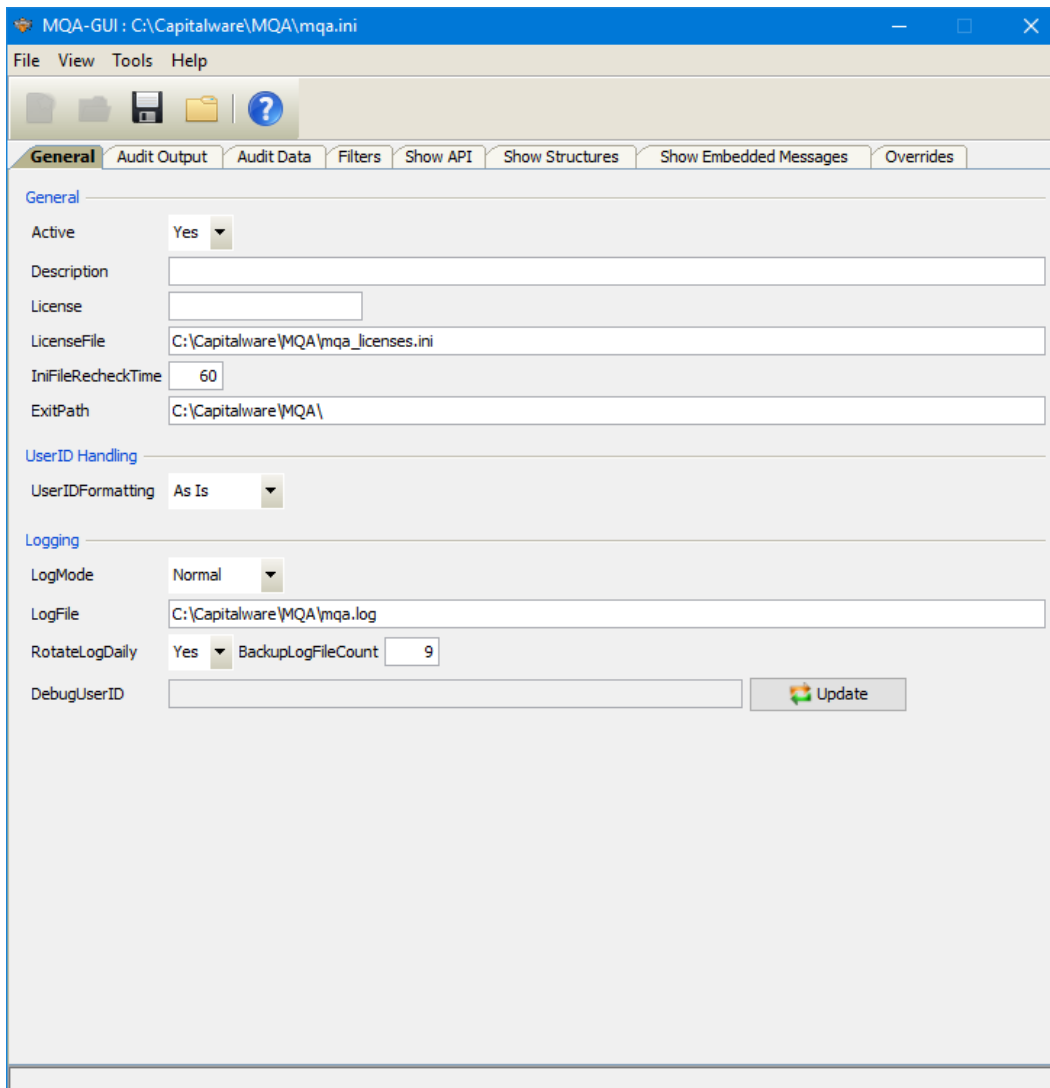 MQA-GUI : C:\Capitalware\MQA\mqa.ini
File View Tools Help
?
General Audit Output Audit Data Filters Show API Show Structures Show Embedded Messages Overrides
General
Active Yes
Description
License
LicenseFile C:\Capitalware\MQA\mqa_licenses.ini
IniFileRecheckTime 60
ExitPath C:\Capitalware\MQA\
UserID Handling
UserIDFormatting As Is
Logging
LogMode Normal
LogFile C:\Capitalware\MQA\mqa.log
RotateLogDaily Yes BackupLogFileCount 9
DebugUserID Update